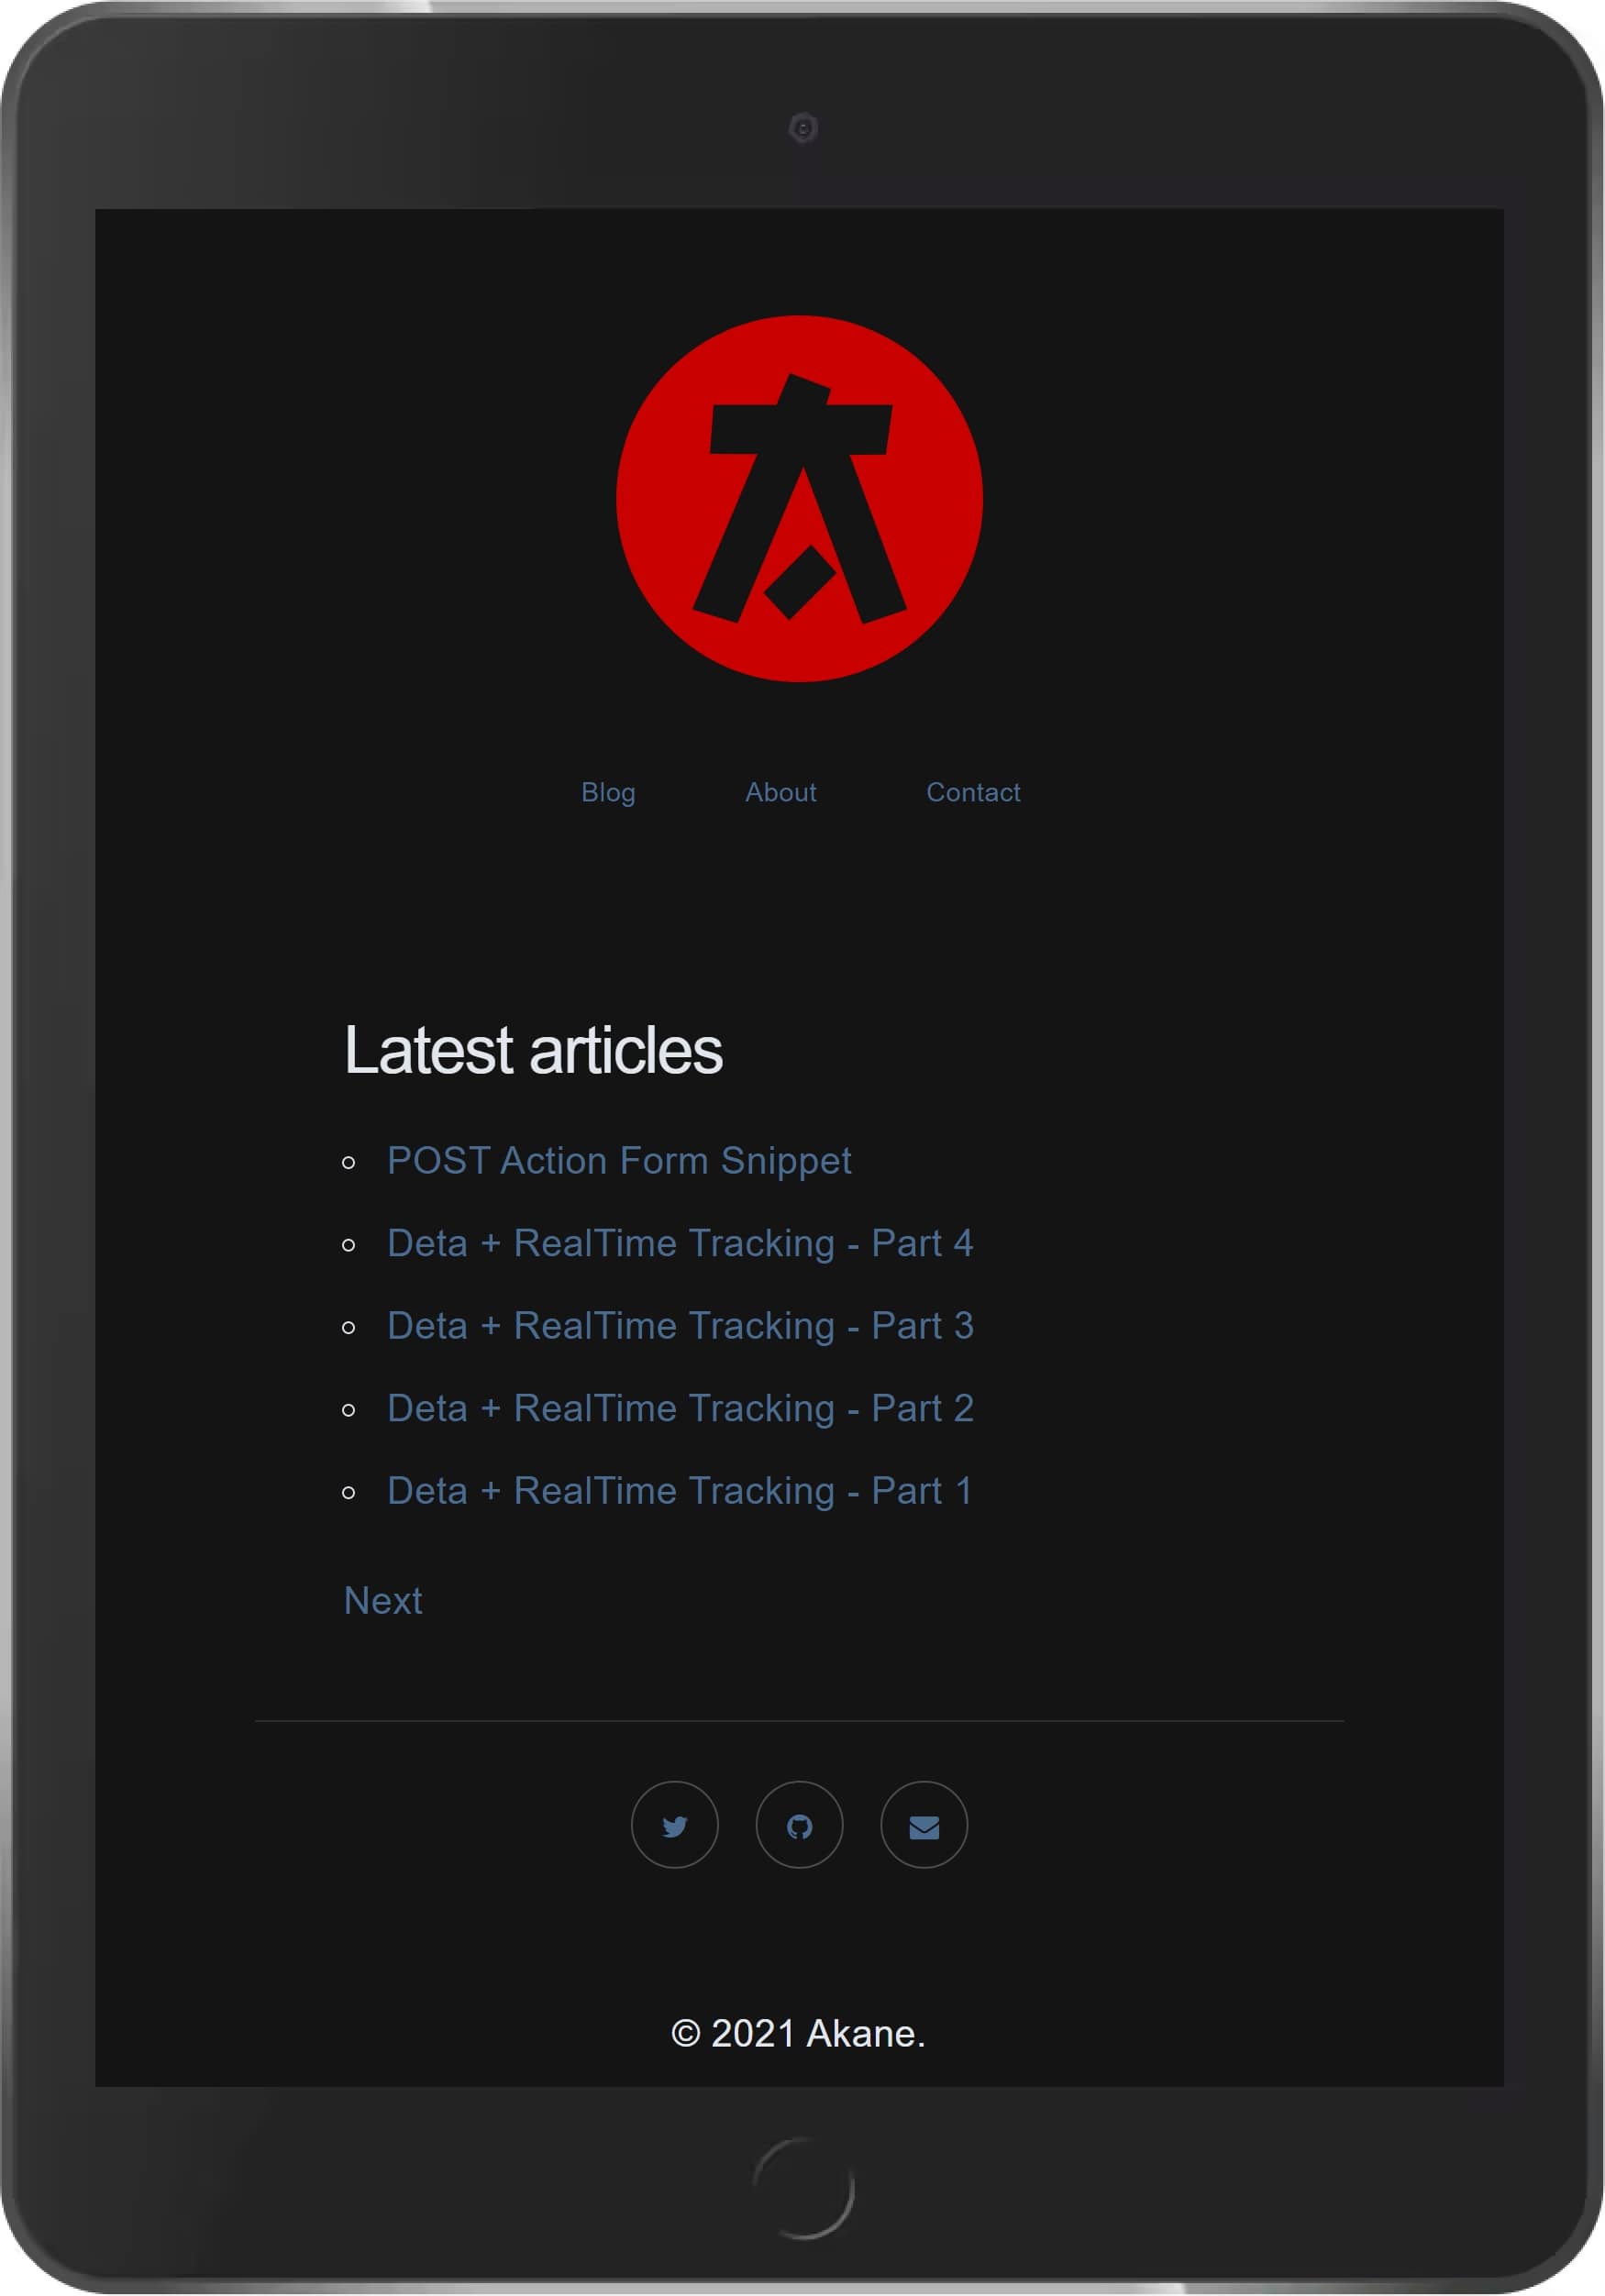 Blog About Contact
Latest articles
POST Action Form Snippet
Deta + RealTime Tracking - Part 4
Deta + RealTime Tracking - Part 3
Deta + RealTime Tracking - Part 2
Deta + RealTime Tracking - Part 1
Next
© 2021 Akane.